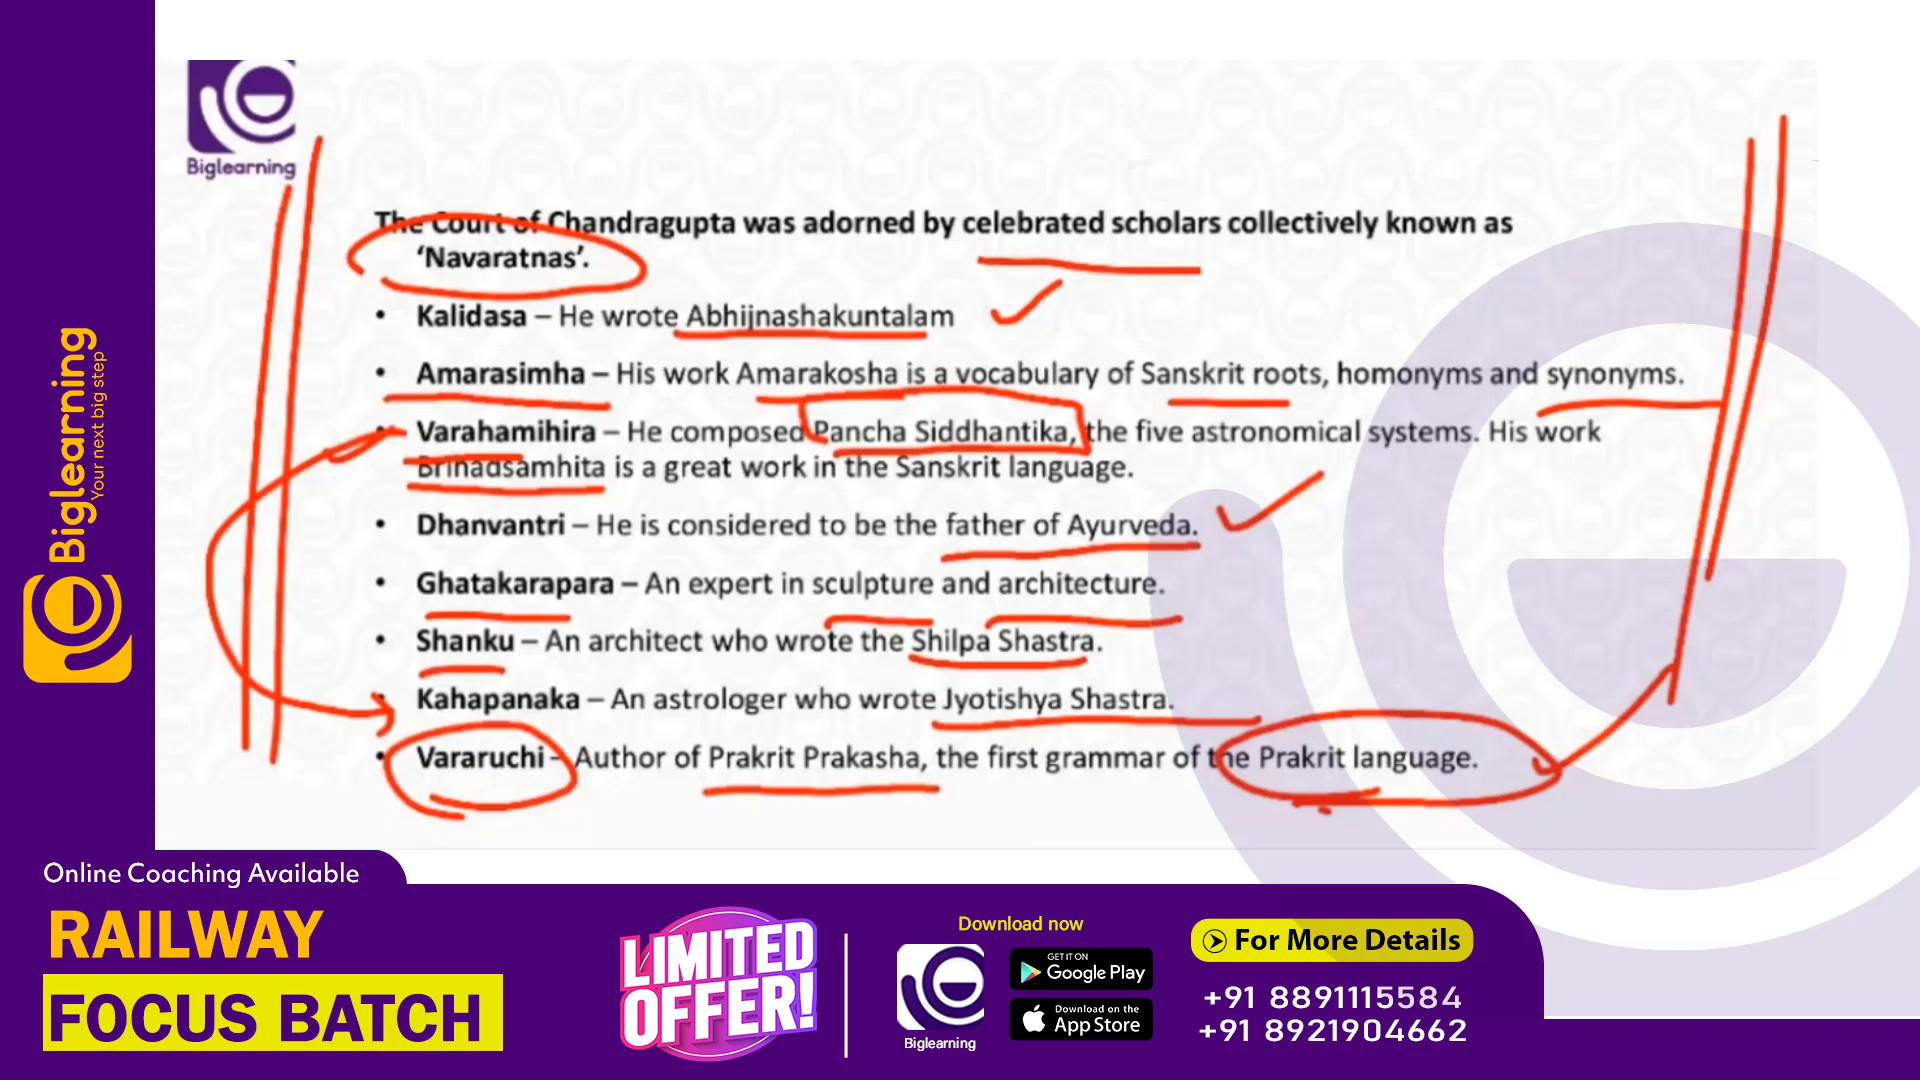 Biglearning
The Court of Chandragupta was adorned by celebrated scholars collectively known as
‘Navaratnas’.
• Kalidasa – He wrote Abhijnashakuntalam
• Amarasimha – His work Amarakosha is a vocabulary of Sanskrit roots, homonyms and synonyms.
• Varahamihira – He composed Pancha Siddhantika, the five astronomical systems. His work
Brihadsamhita is a great work in the Sanskrit language.
• Dhanvantri – He is considered to be the father of Ayurveda.
• Ghatakarapara – An expert in sculpture and architecture.
• Shanku – An architect who wrote the Shilpa Shastra.
• Kahapanaka – An astrologer who wrote Jyotishya Shastra.
• Vararuchi – Author of Prakrit Prakasha, the first grammar of the Prakrit language.
Biglearning
Your next big step
Online Coaching Available
RAILWAY
FOCUS BATCH
LIMITED
OFFER!
Download now
Biglearning
GET IT ON
Google Play
Download on the
App Store
For More Details
+91 8891115584
+91 8921904662